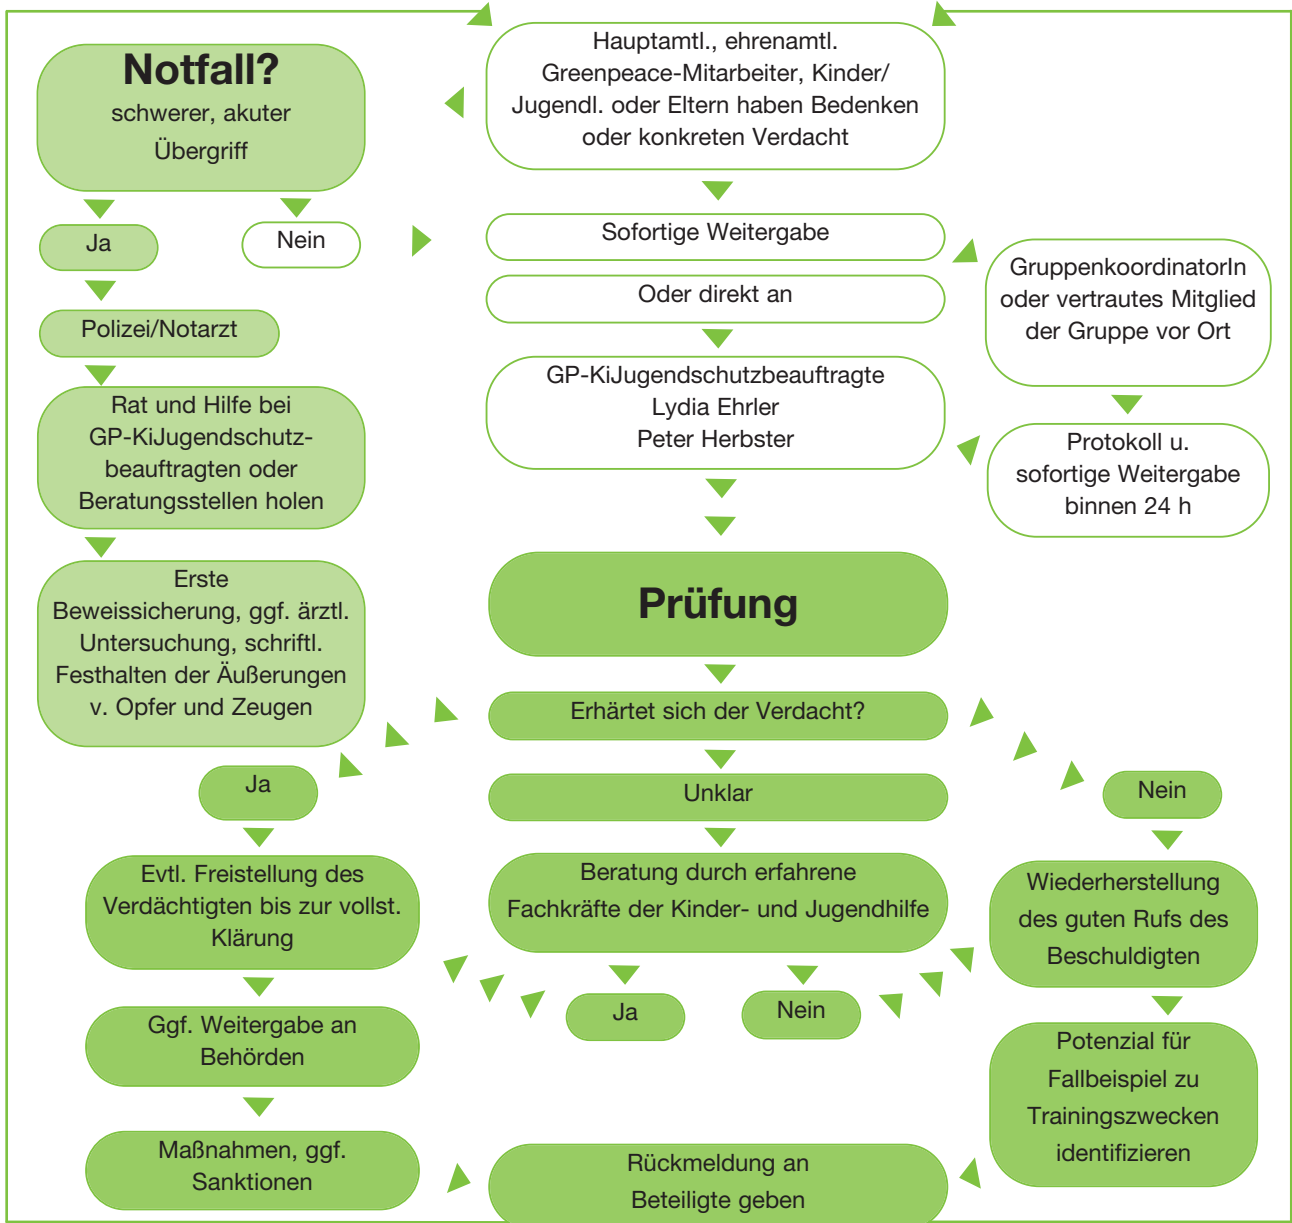 Notfall?
schwerer, akuter
Übergriff
Hauptamtl., ehrenamtl.
Greenpeace-Mitarbeiter, Kinder/
Jugendl. oder Eltern haben Bedenken
oder konkreten Verdacht
Ja
Nein
Sofortige Weitergabe
Oder direkt an
GruppenkoordinatorIn
oder vertrautes Mitglied
der Gruppe vor Ort
Polizei/Notarzt
GP-KiJugendschutzbeauftragte
Lydia Ehrler
Peter Herbster
Rat und Hilfe bei
GP-KiJugendschutz-
beauftragten oder
Beratungsstellen holen
Protokoll u.
sofortige Weitergabe
binnen 24 h
Erste
Beweissicherung, ggf. ärztl.
Untersuchung, schriftl.
Festhalten der Äußerungen
v. Opfer und Zeugen
Prüfung
Erhärtet sich der Verdacht?
Ja
Unklar
Nein
Evtl. Freistellung des
Verdächtigten bis zur vollst.
Klärung
Beratung durch erfahrene
Fachkräfte der Kinder- und Jugendhilfe
Wiederherstellung
des guten Rufs des
Beschuldigten
Ja
Nein
Ggf. Weitergabe an
Behörden
Potenzial für
Fallbeispiel zu
Trainingszwecken
identifizieren
Maßnahmen, ggf.
Sanktionen
Rückmeldung an
Beteiligte geben